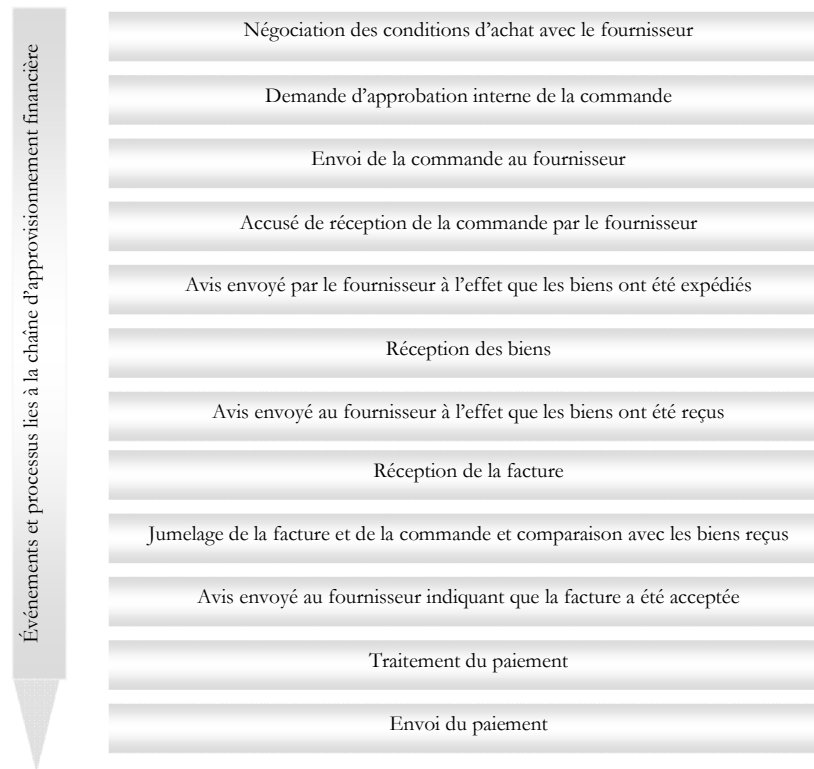 Événements et processus lies à la chaîne d'approvisionnement financière
Négociation des conditions d'achat avec le fournisseur
Demande d'approbation interne de la commande
Envoi de la commande au fournisseur
Accusé de réception de la commande par le fournisseur
Avis envoyé par le fournisseur à l'effet que les biens ont été expédiés
Réception des biens
Avis envoyé au fournisseur à l'effet que les biens ont été reçus
Réception de la facture
Jumelage de la facture et de la commande et comparaison avec les biens reçus
Avis envoyé au fournisseur indiquant que la facture a été acceptée
Traitement du paiement
Envoi du paiement